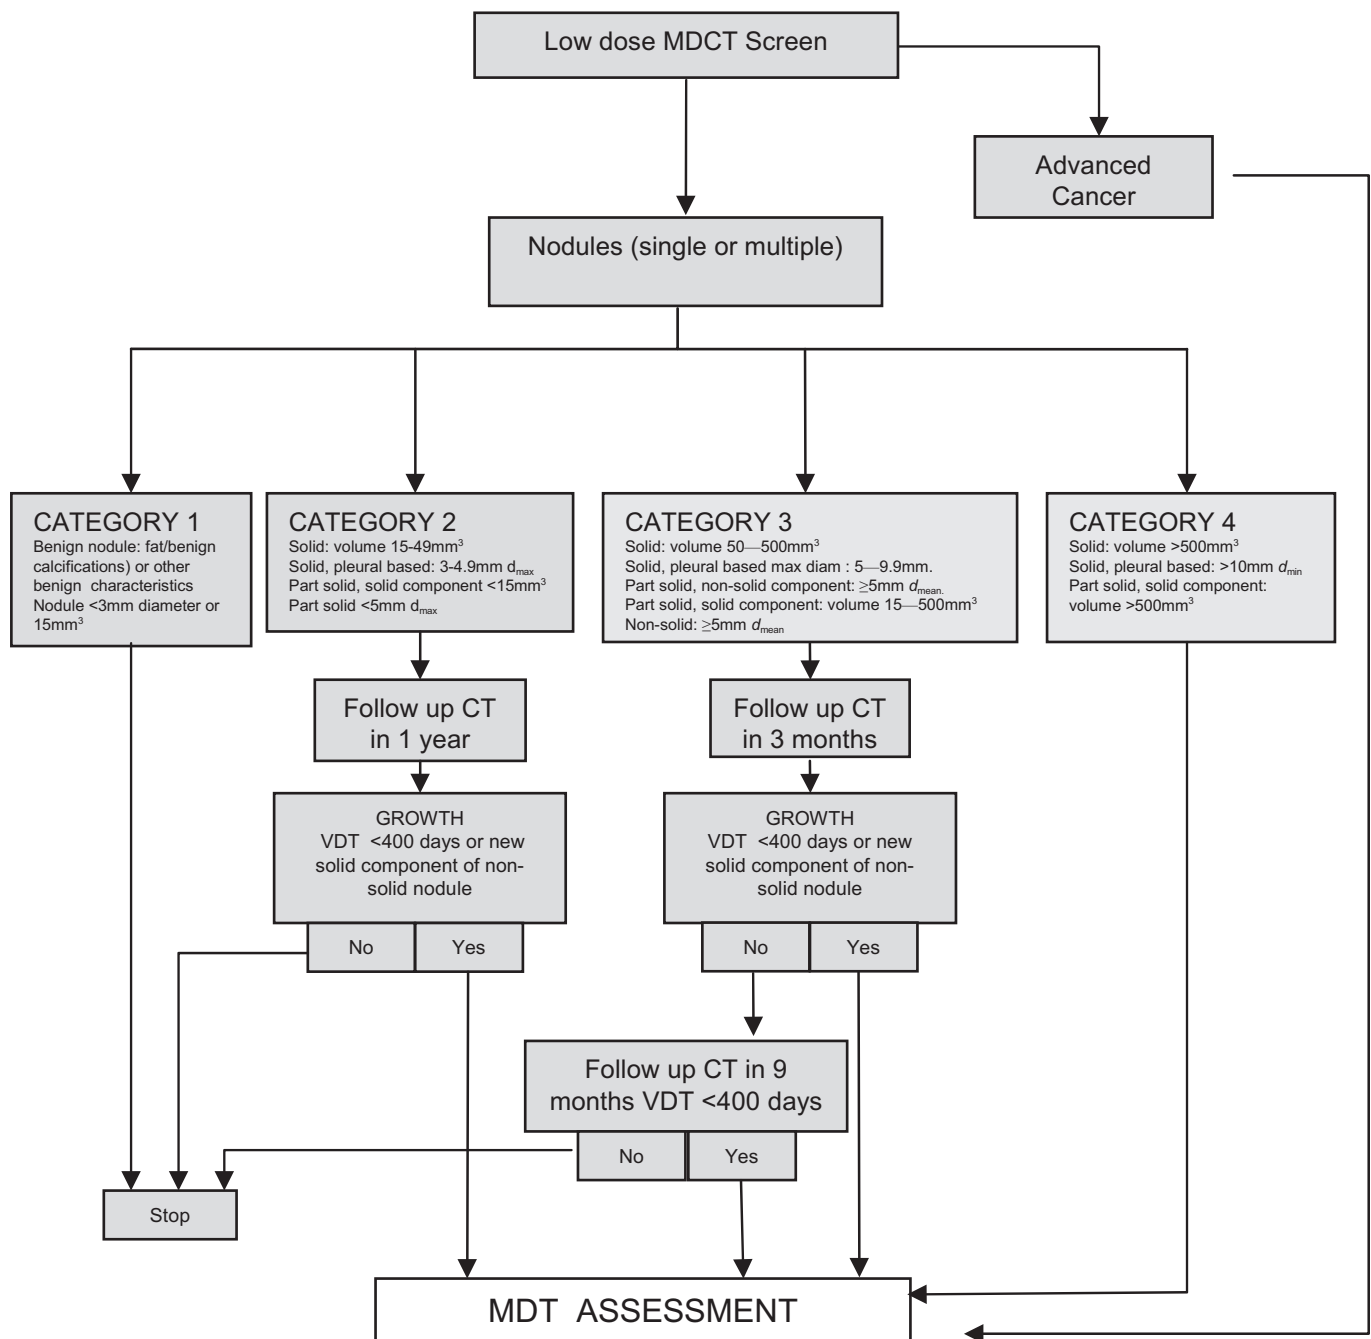 Low dose MDCT Screen
Advanced
Cancer
Nodules (single or multiple)
CATEGORY 1
Benign nodule: fat/benign
calcifications) or other
benign characteristics
Nodule <3mm diameter or
15mm³
CATEGORY 2
Solid: volume 15-49mm³
Solid, pleural based: 3-4.9mm dmax
Part solid, solid component <15mm³
Part solid <5mm dmax
CATEGORY 3
Solid: volume 50—500mm³
Solid, pleural based max diam : 5—9.9mm.
Part solid, non-solid component: ≥5mm dmean.
Part solid, solid component: volume 15—500mm³
Non-solid: ≥5mm dmean
CATEGORY 4
Solid: volume >500mm³
Solid, pleural based: >10mm dmin
Part solid, solid component:
volume >500mm³
Follow up CT
in 1 year
Follow up CT
in 3 months
GROWTH
VDT <400 days or new
solid component of non-
solid nodule
No
Yes
GROWTH
VDT <400 days or new
solid component of non-
solid nodule
No
Yes
Follow up CT in 9
months VDT <400 days
No
Yes
Stop
MDT ASSESSMENT